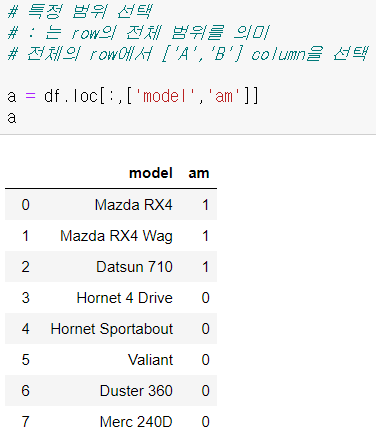 # 특정 범위 선택
# : 는 row의 전체 범위를 의미
# 전체의 row에서 ['A','B'] column을 선택
a = df.loc[:,['model','am']]
a
model am
0 Mazda RX4 1
1 Mazda RX4 Wag 1
2 Datsun 710 1
3 Hornet 4 Drive 0
4 Hornet Sportabout 0
5 Valiant 0
6 Duster 360 0
7 Merc 240D 0